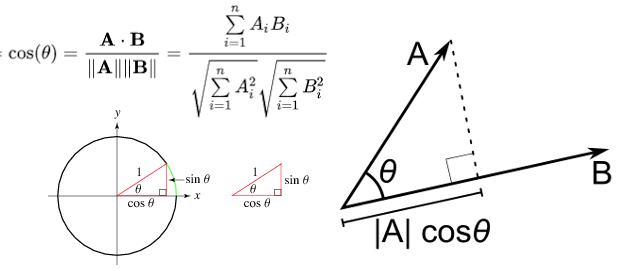 = cos(θ) = A · B / ‖A‖‖B‖ = n ∑ i=1 A_i B_i / √ n ∑ i=1 A_i^2 √ n ∑ i=1 B_i^2
y
1
θ
cos θ
sin θ
x
1
θ
cos θ
sin θ
A
θ
B
|A| cosθ